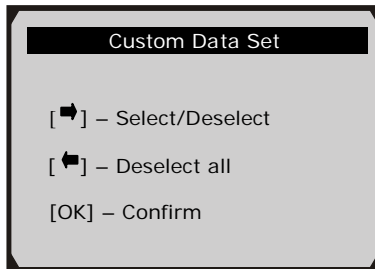 Custom Data Set
[➡] – Select/Deselect
[⬅] – Deselect all
[OK] – Confirm